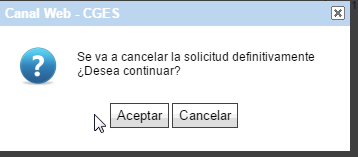 Canal Web - CGES
Se va a cancelar la solicitud definitivamente
¿Desea continuar?
Aceptar Cancelar